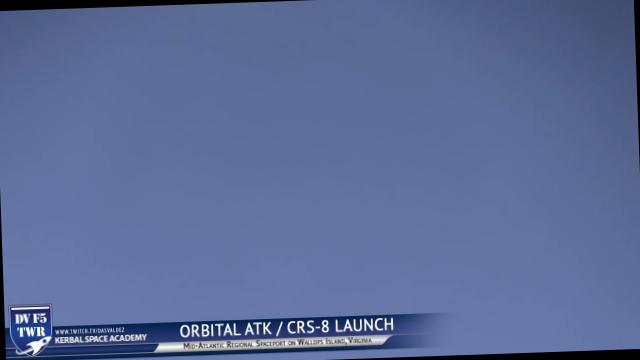 DV F5
TWR
WWW.TWITCH.TV/DASVALDEZ
KERBAL SPACE ACADEMY
ORBITAL ATK / CRS-8 LAUNCH
MID-ATLANTIC REGIONAL SPACEPORT ON WALLOPS ISLAND, VIRGINIA